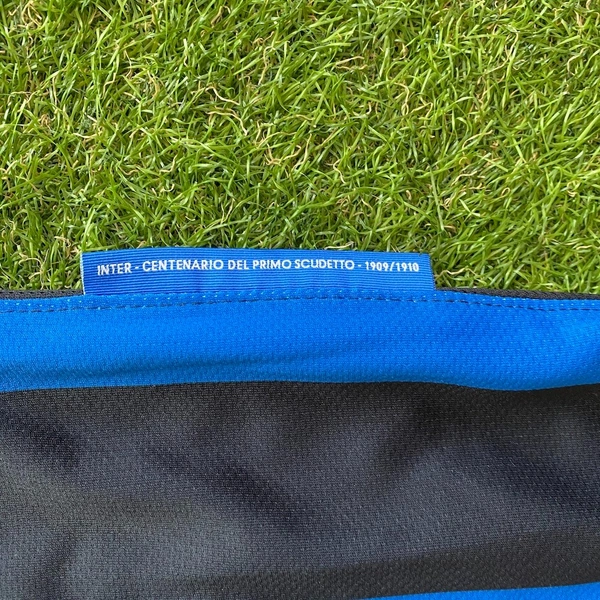 INTER - CENTENARIO DEL PRIMO SCUDETTO - 1909/1910